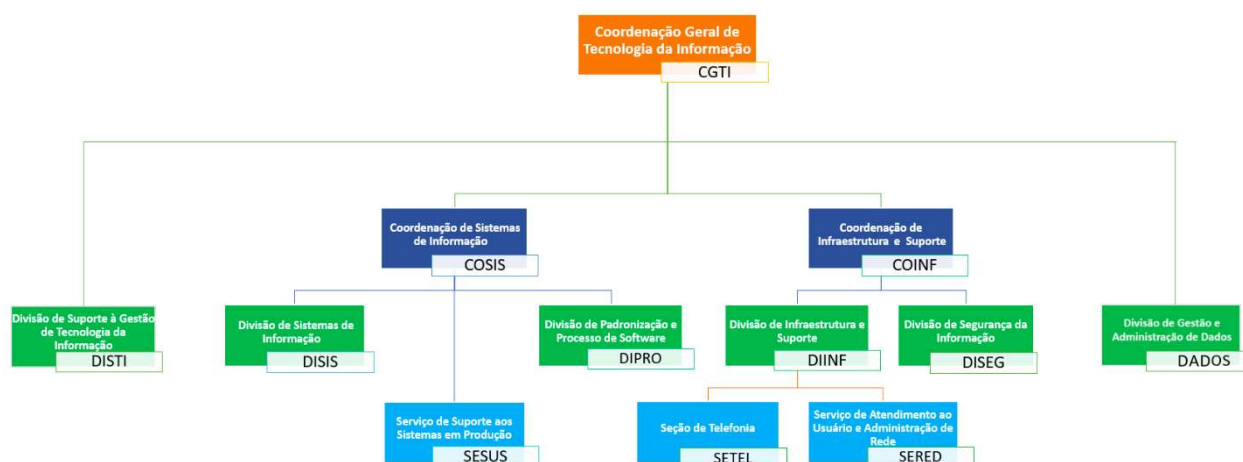 Coordenação Geral de
Tecnologia da Informação
CGTI
Coordenação de Sistemas
de Informação
COSIS
Coordenação de
Infraestrutura e Suporte
COINF
Divisão de Suporte à Gestão
de Tecnologia da
Informação
DISTI
Divisão de Sistemas de
Informação
DISIS
Divisão de Padronização e
Processo de Software
DIPRO
Divisão de Infraestrutura e
Suporte
DIINF
Divisão de Segurança da
Informação
DISEG
Divisão de Gestão e
Administração de Dados
DADOS
Serviço de Suporte aos
Sistemas em Produção
SESUS
Seção de Telefonia
SETEL
Serviço de Atendimento ao
Usuário e Administração de
Rede
SERED